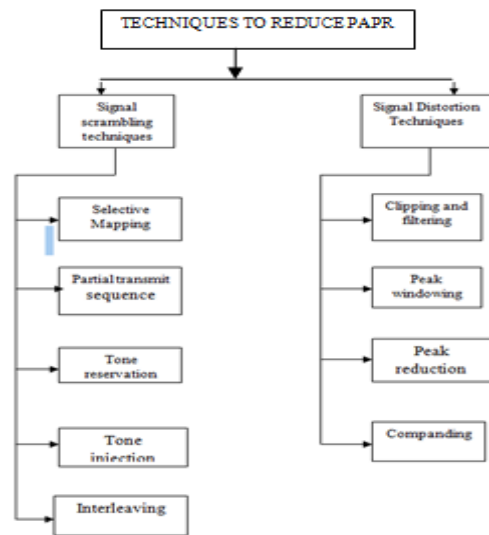 TECHNIQUES TO REDUCE PAPR
Signal
scrambling
techniques
Selective
Mapping
Partial transmit
sequence
Tone
reservation
Tone
injection
Interleaving
Signal Distortion
Techniques
Clipping and
filtering
Peak
windowing
Peak
reduction
Companding